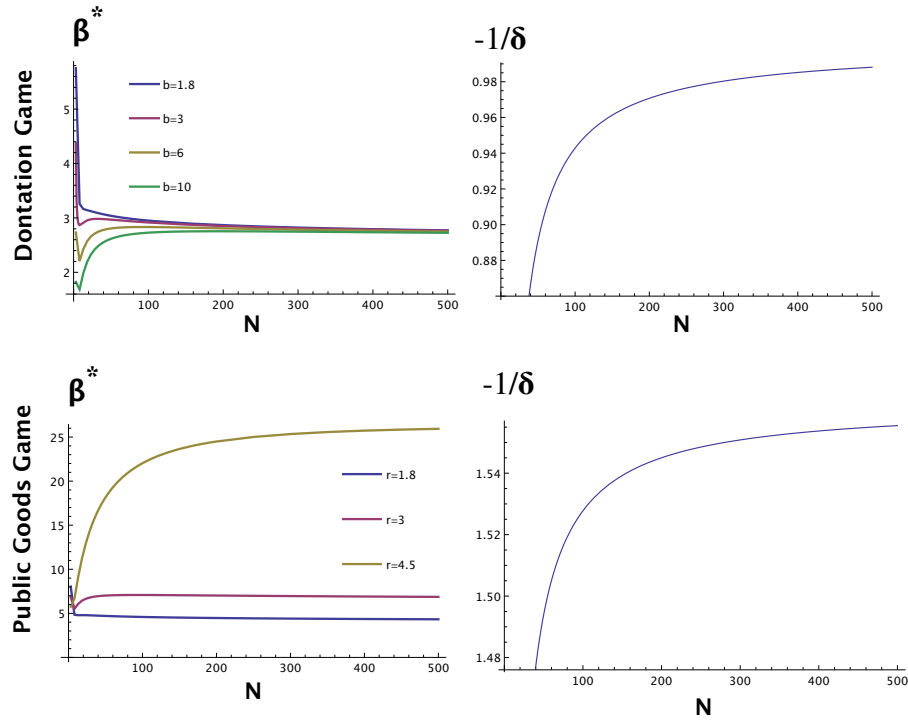 β*
-1/δ
Dontation Game
5
4
3
2
b=1.8
b=3
b=6
b=10
100 200 300 400 500
N
0.98
0.96
0.94
0.92
0.90
0.88
100 200 300 400 500
N
β*
-1/δ
Public Goods Game
25
20
15
10
5
r=1.8
r=3
r=4.5
100 200 300 400 500
N
1.54
1.52
1.50
1.48
100 200 300 400 500
N